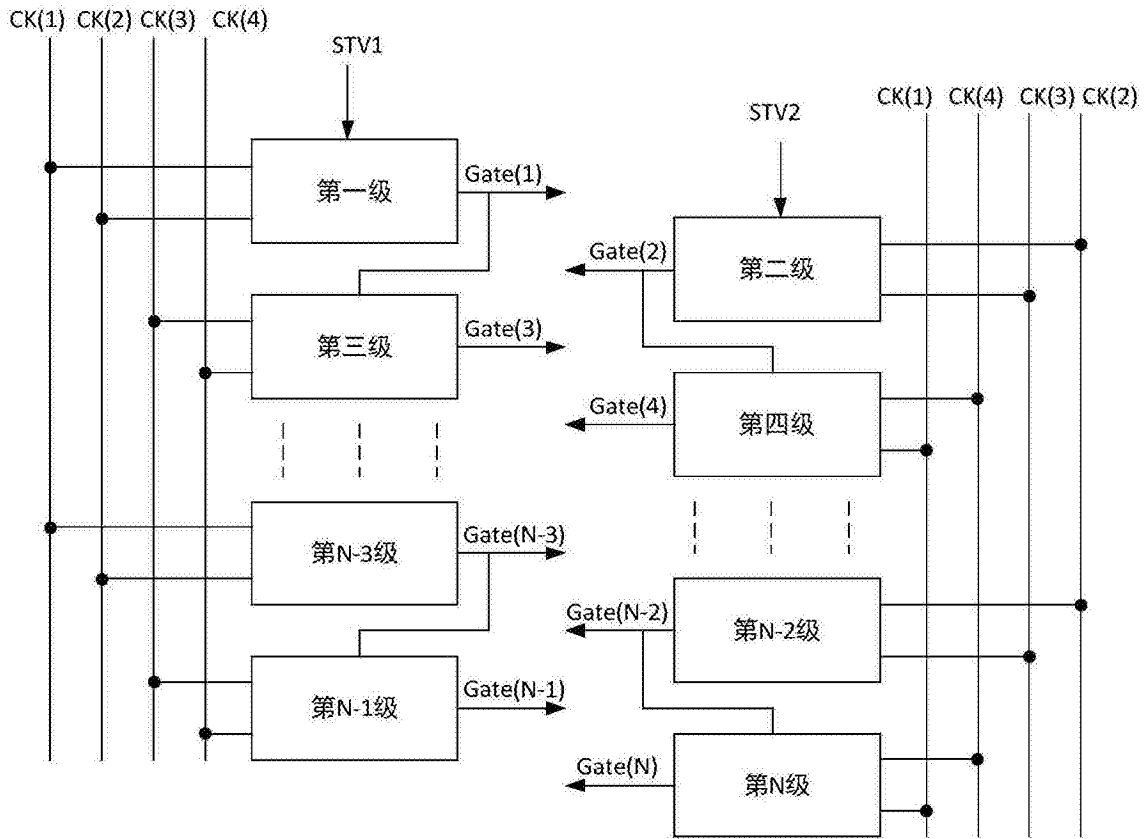 CK(1) CK(2) CK(3) CK(4)
STV1
CK(1) CK(4) CK(3) CK(2)
STV2
第一级
Gate(1)
Gate(2)
第二级
第三级
Gate(3)
Gate(4)
第四级
第N-3级
Gate(N-3)
Gate(N-2)
第N-2级
第N-1级
Gate(N-1)
Gate(N)
第N级